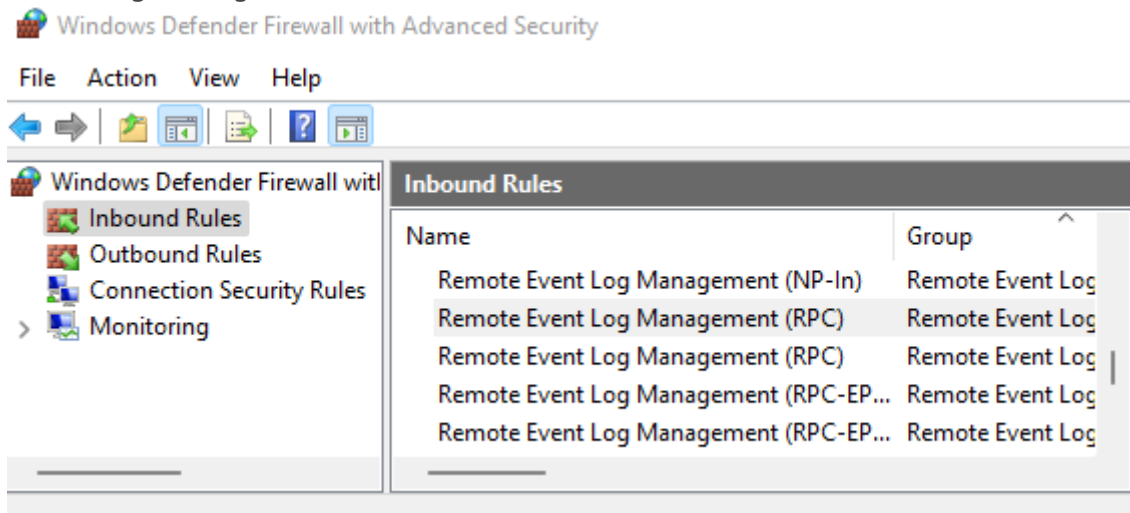 Windows Defender Firewall with Advanced Security
File Action View Help
Windows Defender Firewall witl
Inbound Rules
Outbound Rules
Connection Security Rules
Monitoring
Inbound Rules
Name Group
Remote Event Log Management (NP-In) Remote Event Log
Remote Event Log Management (RPC) Remote Event Log
Remote Event Log Management (RPC) Remote Event Log
Remote Event Log Management (RPC-EP... Remote Event Log
Remote Event Log Management (RPC-EP... Remote Event Log